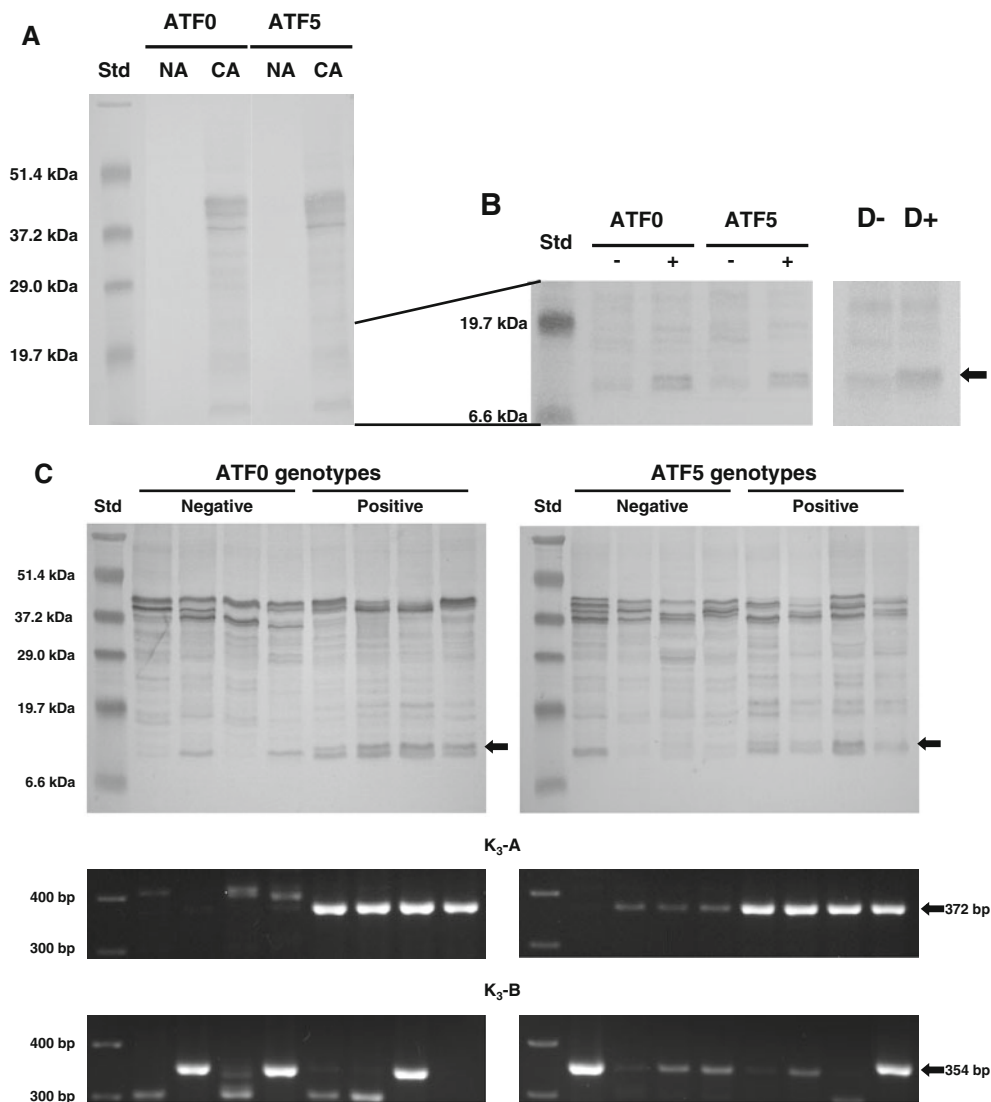 A
ATF0 ATF5
Std NA CA NA CA
51.4 kDa
37.2 kDa
29.0 kDa
19.7 kDa
B
ATF0 ATF5
Std - + - +
D- D+
19.7 kDa
6.6 kDa
C
ATF0 genotypes
Std Negative Positive
51.4 kDa
37.2 kDa
29.0 kDa
19.7 kDa
6.6 kDa
ATF5 genotypes
Std Negative Positive
K₃-A
400 bp
300 bp
372 bp
K₃-B
400 bp
300 bp
354 bp